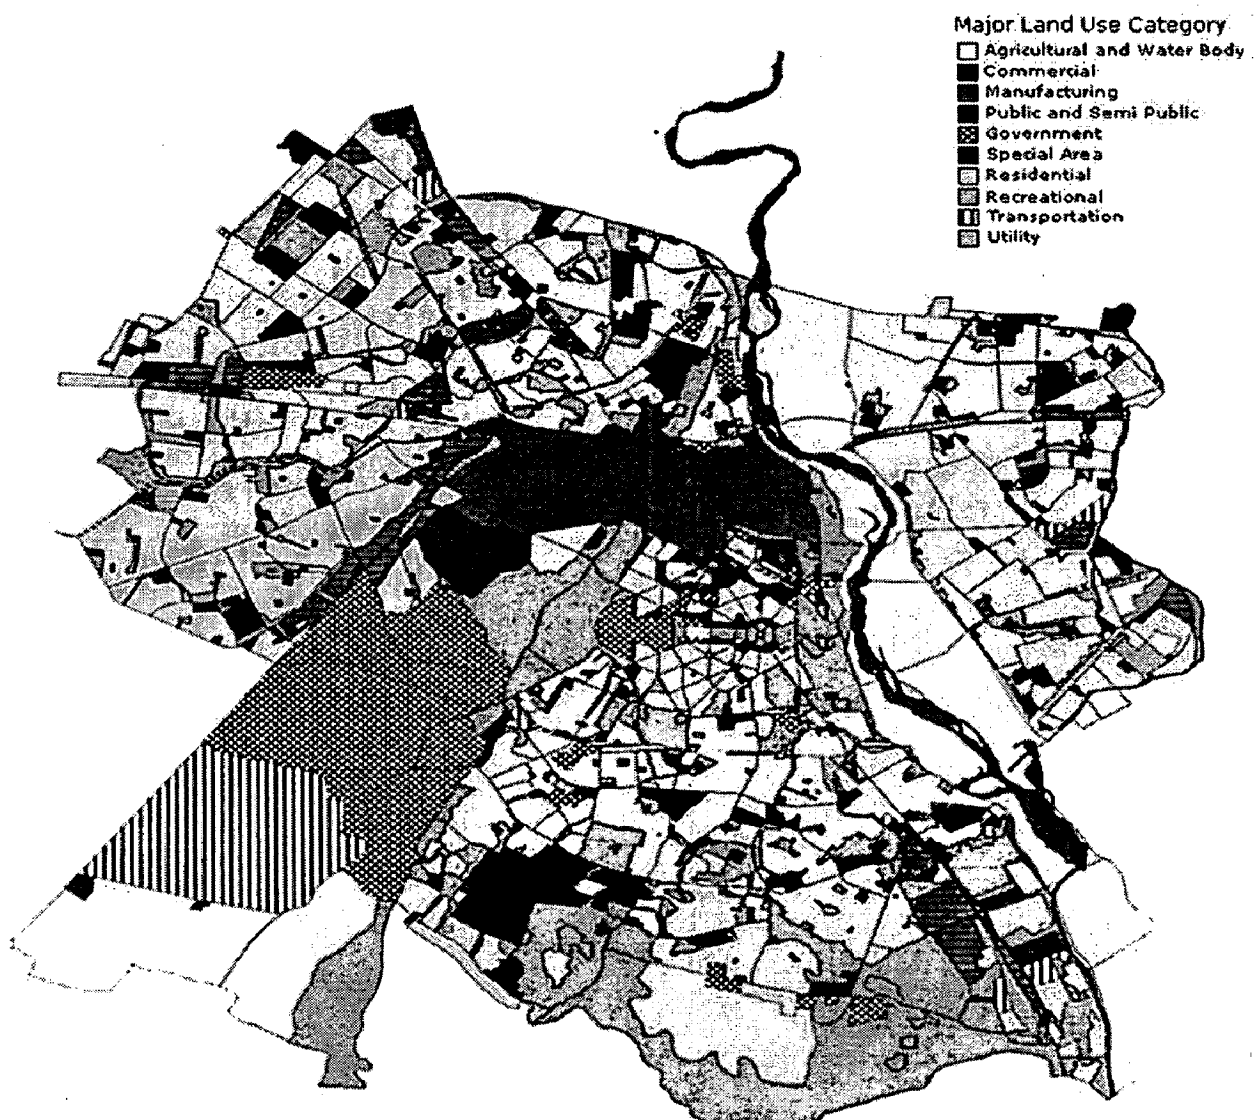 Major Land Use Category
Agricultural and Water Body
Commercial
Manufacturing
Public and Semi Public
Government
Special Area
Residential
Recreational
Transportation
Utility